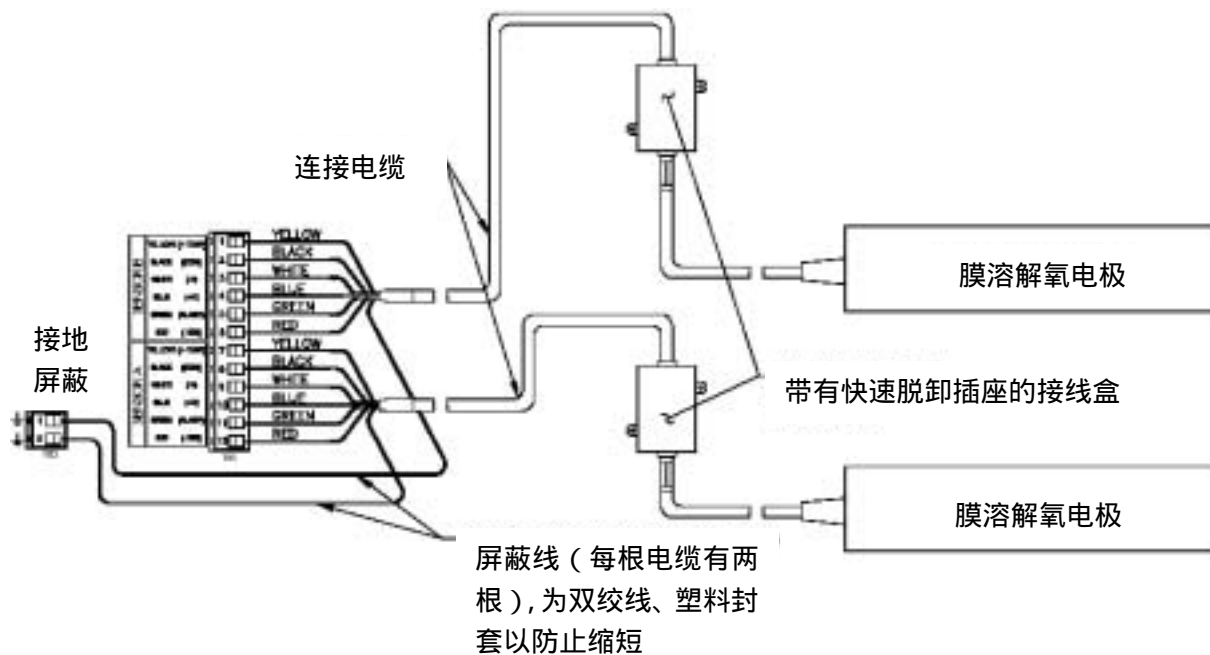 连接电缆
YELLOW
BLACK
WHITE
BLUE
GREEN
RED
YELLOW
BLACK
WHITE
BLUE
GREEN
RED
接地
屏蔽
膜溶解氧电极
带有快速脱卸插座的接线盒
膜溶解氧电极
屏蔽线（每根电缆有两
根），为双绞线、塑料封
套以防止缩短